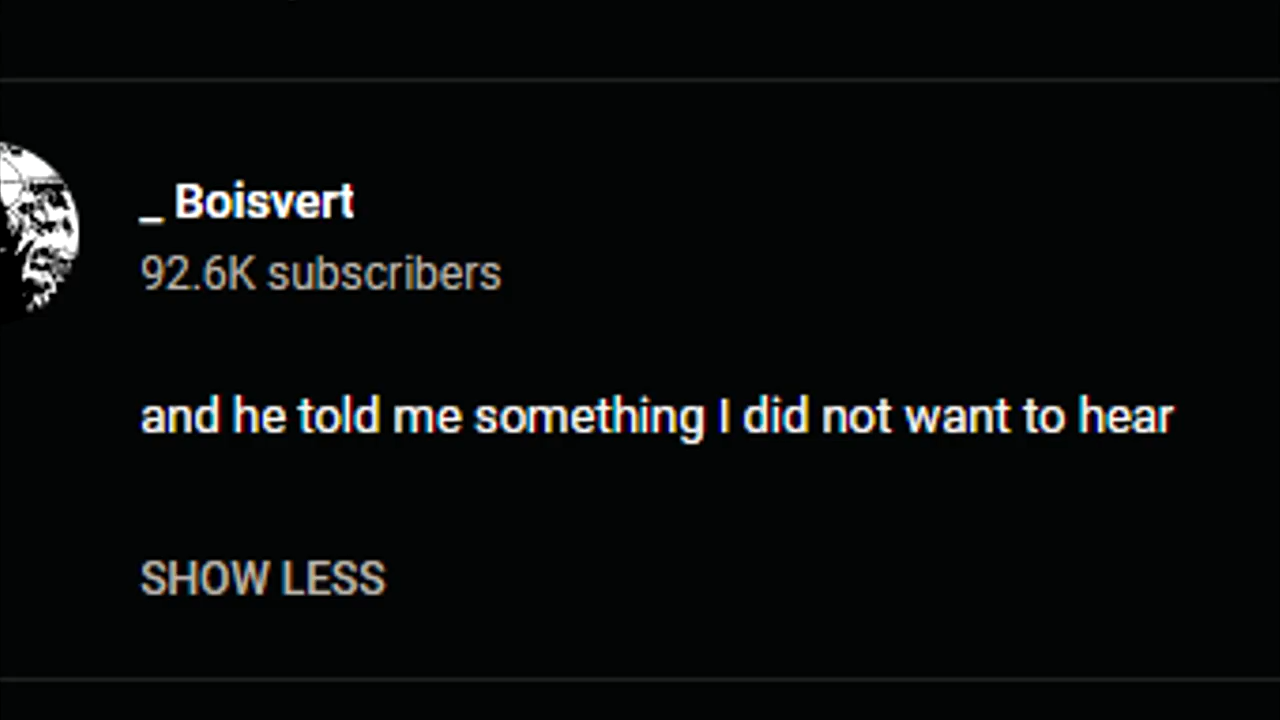 _ Boisvert
92.6K subscribers
and he told me something I did not want to hear
SHOW LESS